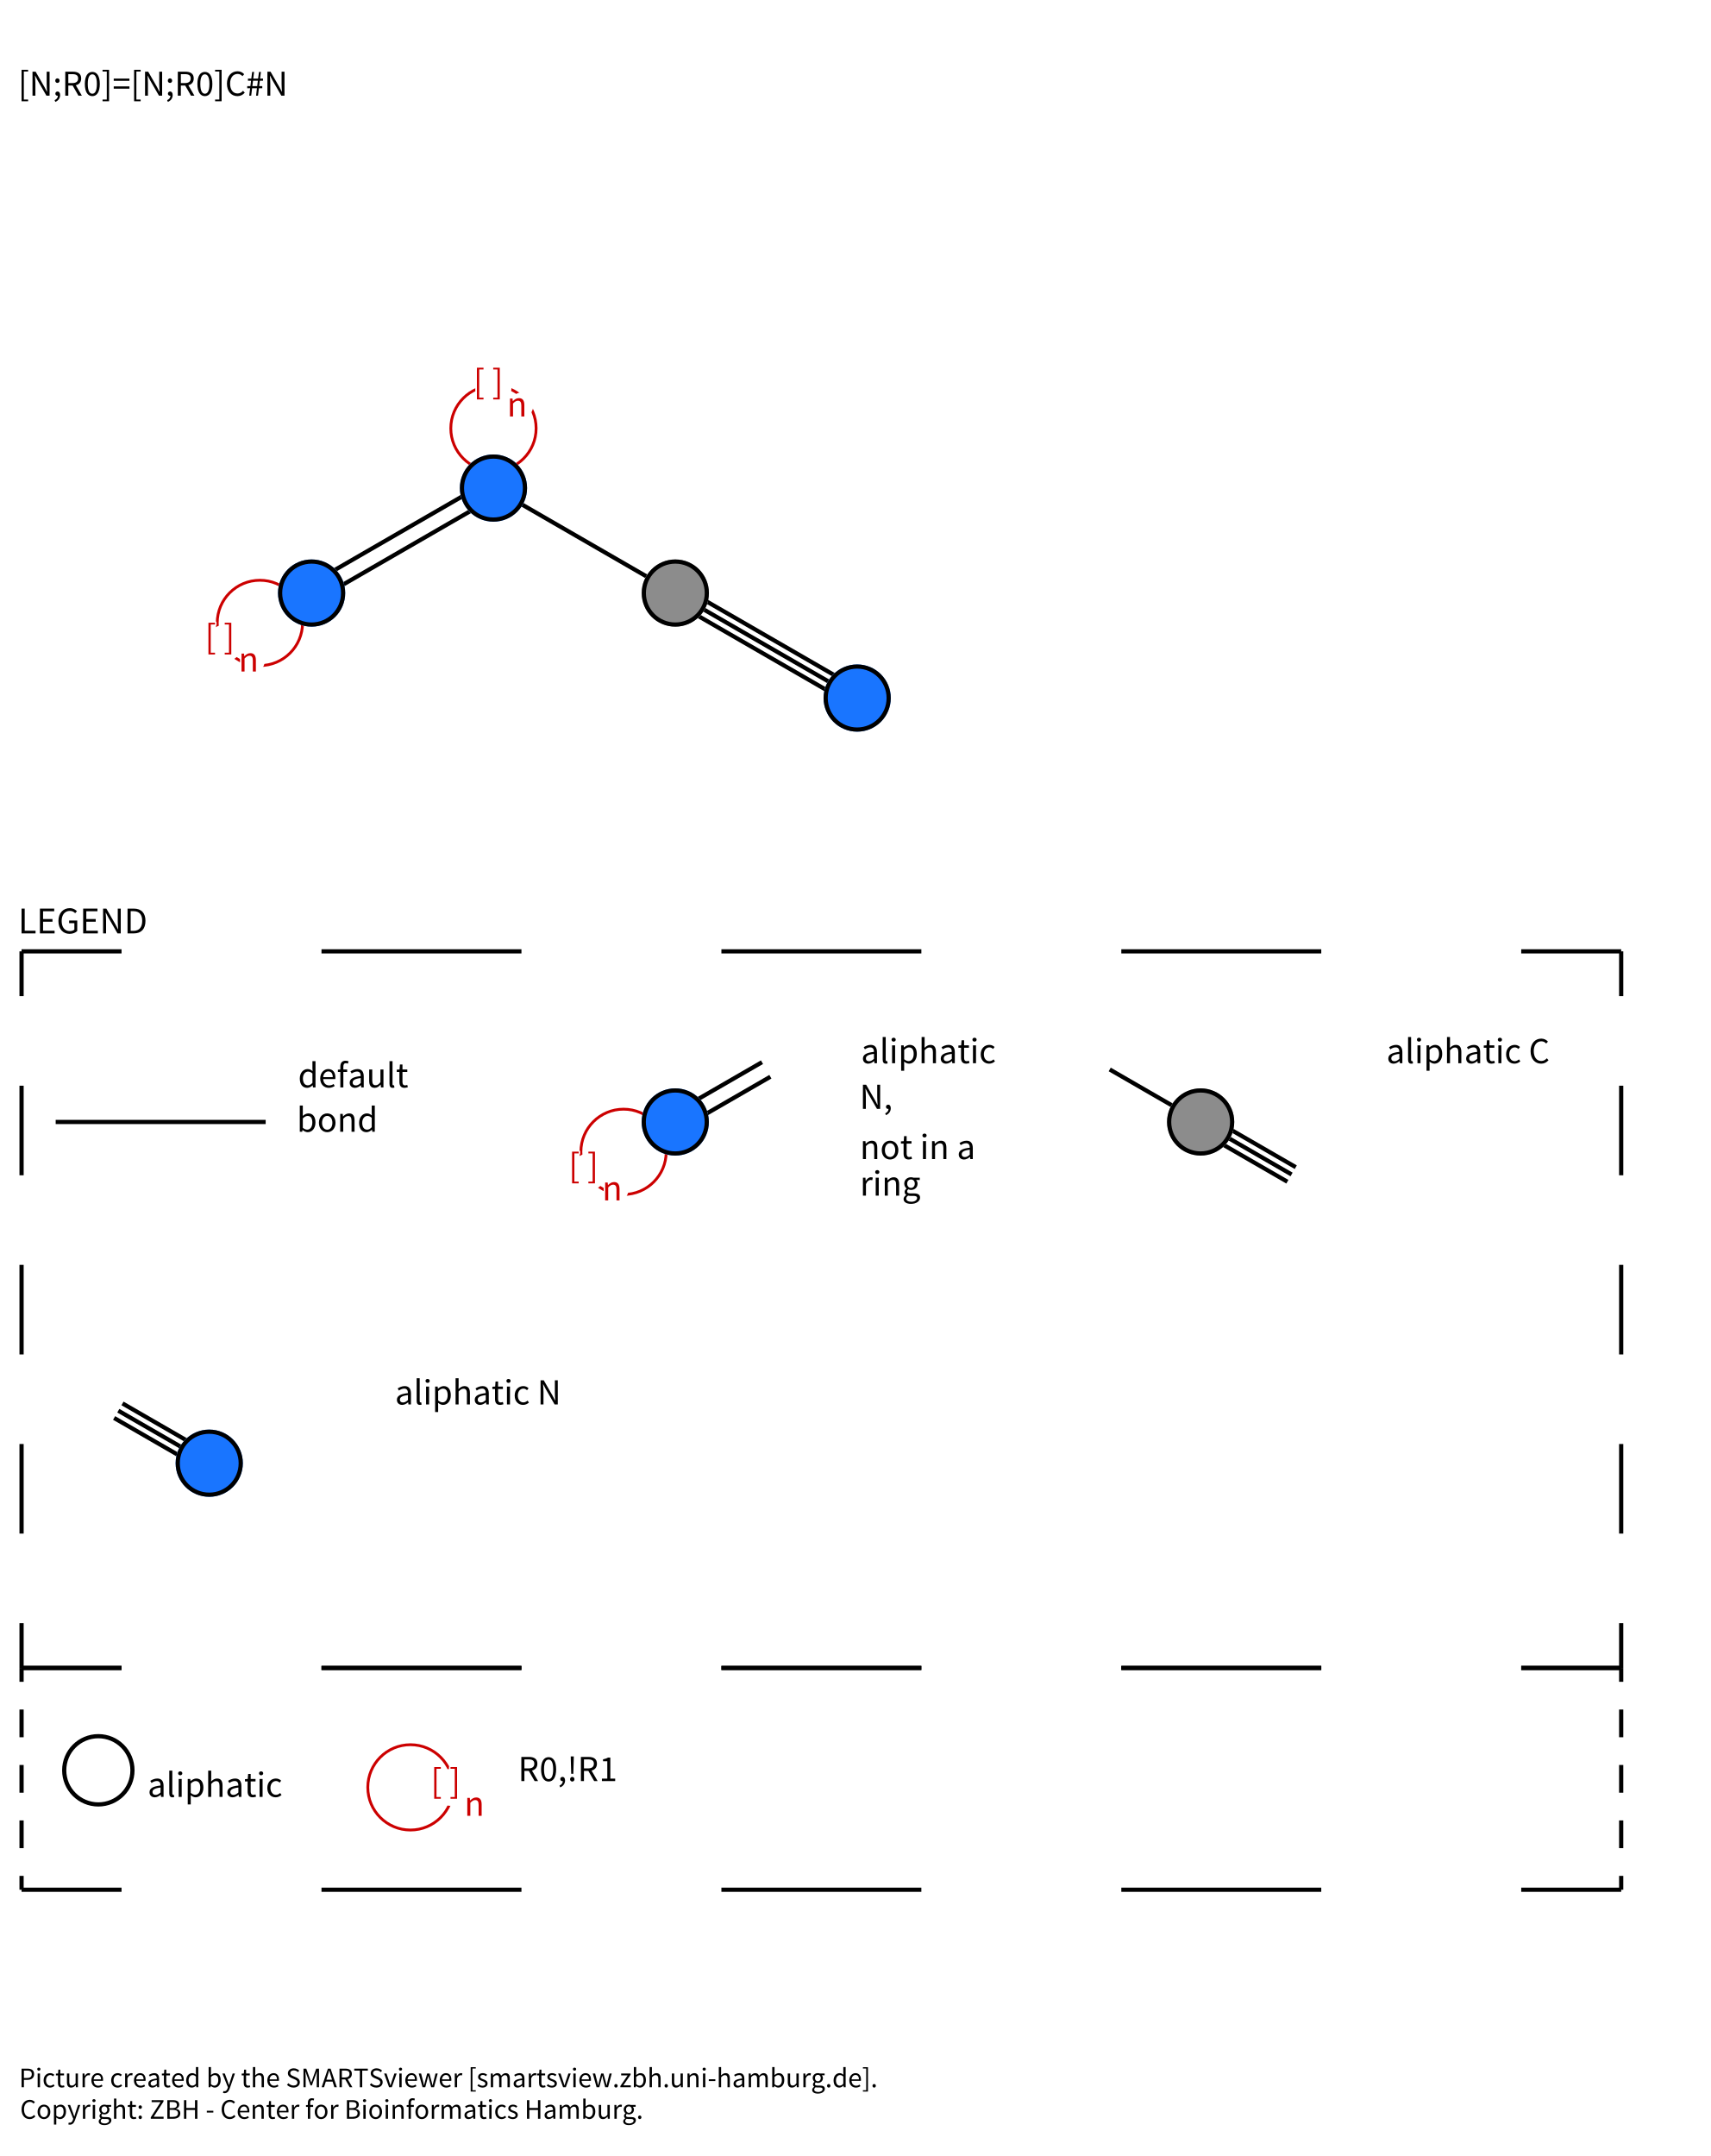 [N;R0]=[N;R0]C#N
[ ]n
[ ]n
LEGEND
default
bond
[ ]n
aliphatic
N,
not in a
ring
aliphatic C
aliphatic N
aliphatic
[ ]n
R0,!R1
Picture created by the SMARTSviewer [smartsview.zbh.uni-hamburg.de].
Copyright: ZBH - Center for Bioinformatics Hamburg.